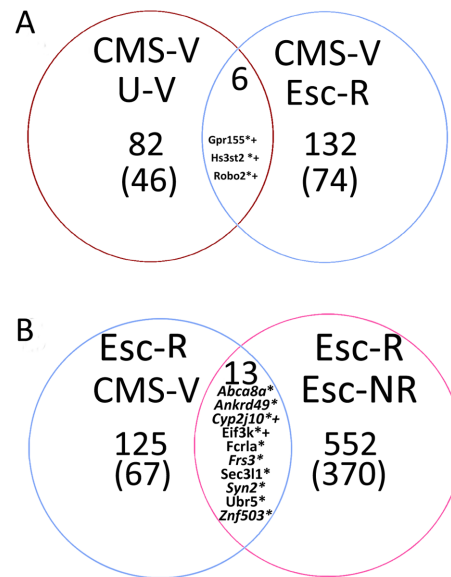 A
CMS-V
U-V
82
(46)
6
Gpr155*+
Hs3st2 *+
Robo2*+
CMS-V
Esc-R
132
(74)
B
Esc-R
CMS-V
125
(67)
13
Abca8a*
Ankrd49*
Cyp2j10*+
Eif3k*+
Fcrla*
Frs3*
Sec3l1*
Syn2*
Ubr5*
Znf503*
Esc-R
Esc-NR
552
(370)